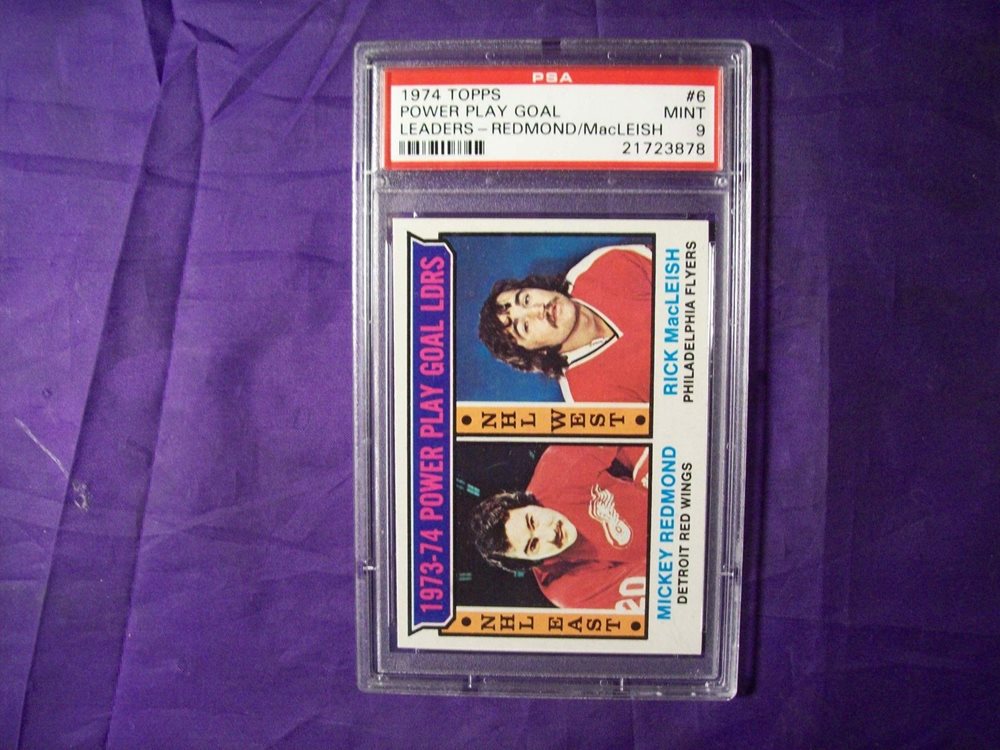 PSA
1974 TOPPS #6
POWER PLAY GOAL MINT
LEADERS – REDMOND/MacLEISH 9
21723878
1973-74 POWER PLAY GOAL LDRS
NHL EAST
NHL WEST
20
MICKEY REDMOND
DETROIT RED WINGS
RICK MacLEISH
PHILADELPHIA FLYERS